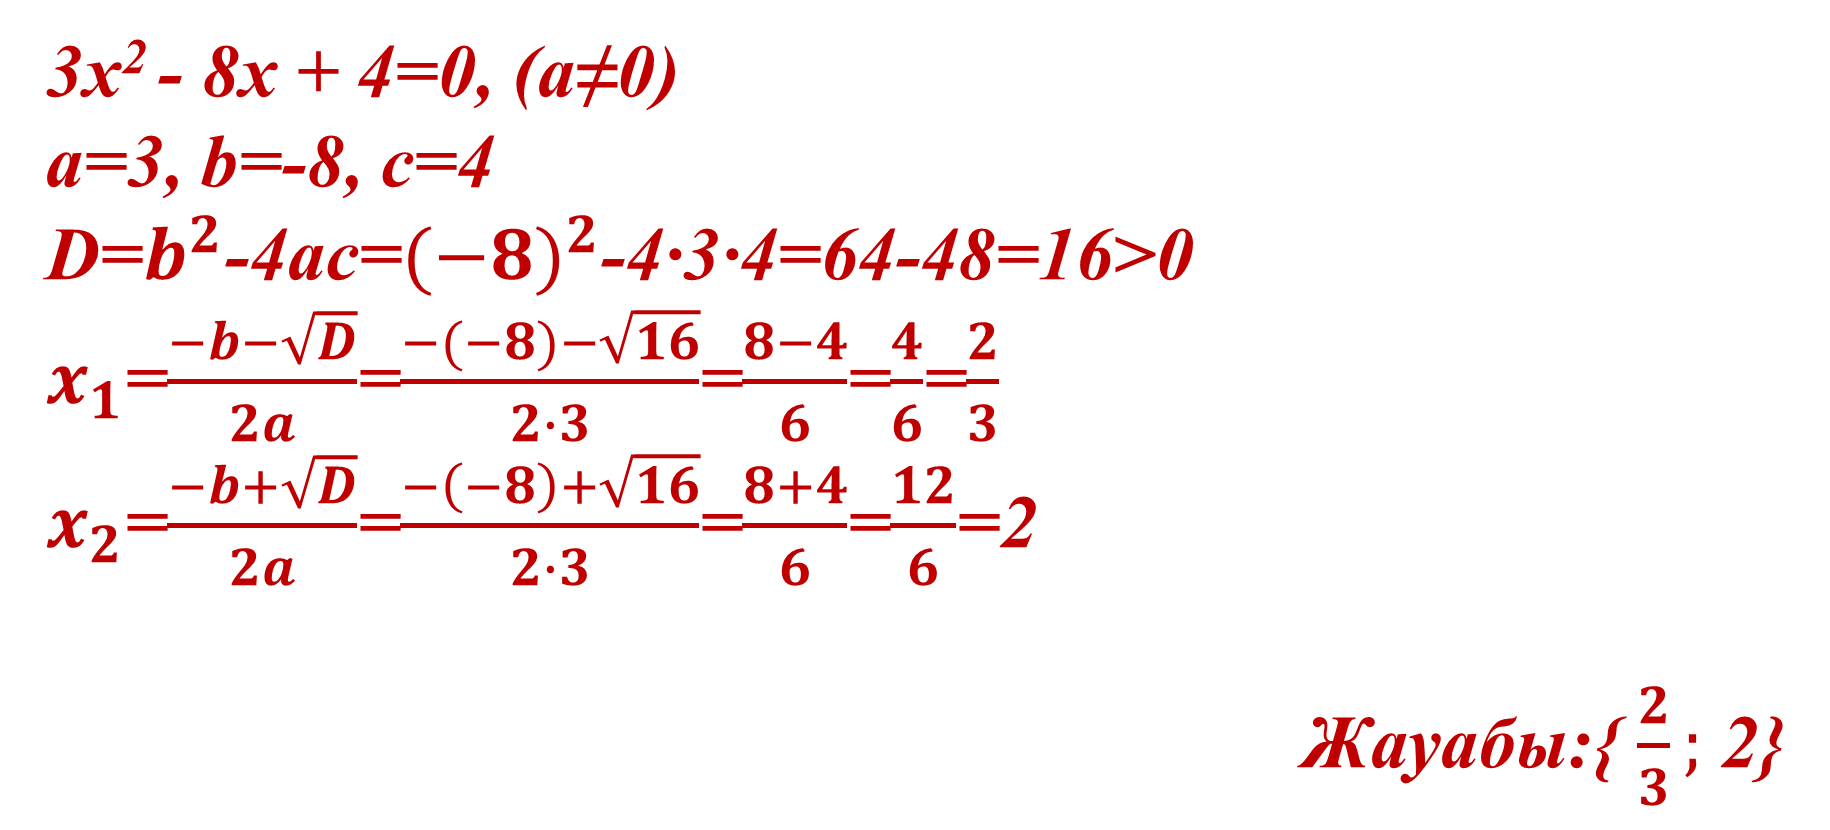 3x² - 8x + 4=0, (a≠0)
a=3, b=-8, c=4
D=b²-4ac=(−8)²-4·3·4=64-48=16>0
x₁=(−b−√D)/(2a)=(−(−8)−√16)/(2·3)=(8−4)/6=4/6=2/3
x₂=(−b+√D)/(2a)=(−(−8)+√16)/(2·3)=(8+4)/6=12/6=2
Жауабы:{2/3 ; 2}